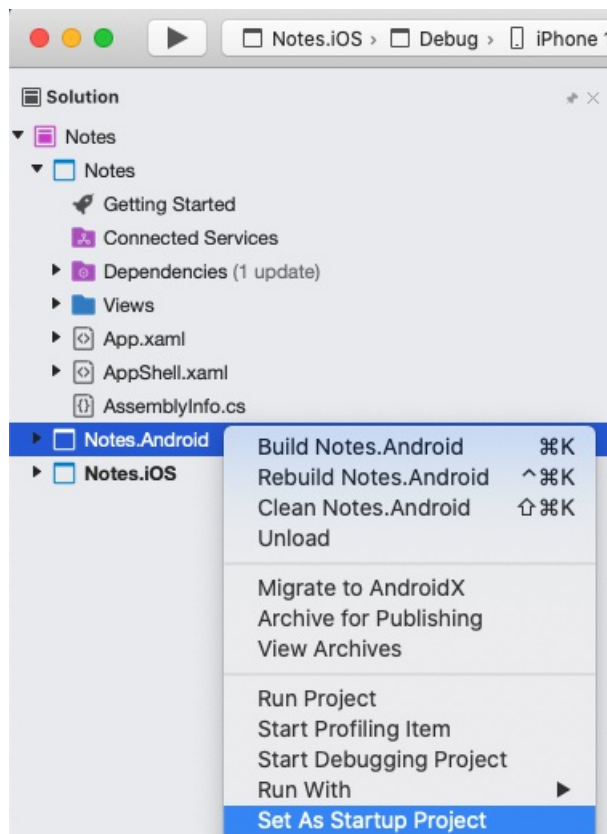 Notes.iOS › Debug › iPhone
Solution
Notes
Notes
Getting Started
Connected Services
Dependencies (1 update)
Views
App.xaml
AppShell.xaml
AssemblyInfo.cs
Notes.Android
Build Notes.Android ⌘K
Notes.iOS
Rebuild Notes.Android ^⌘K
Clean Notes.Android ⇧⌘K
Unload
Migrate to AndroidX
Archive for Publishing
View Archives
Run Project
Start Profiling Item
Start Debugging Project
Run With
Set As Startup Project